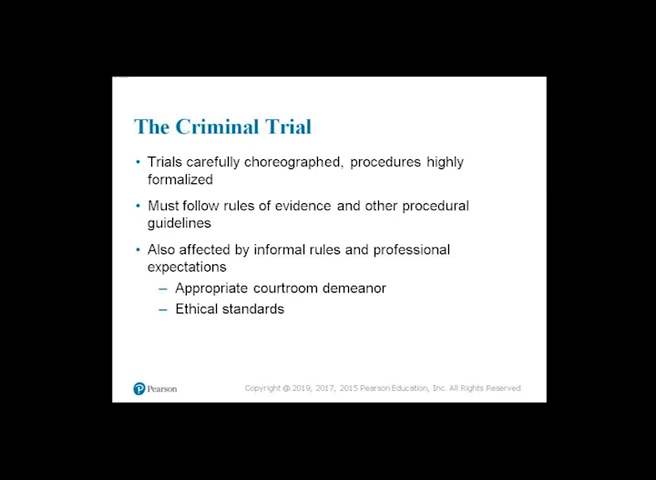 The Criminal Trial
• Trials carefully choreographed, procedures highly
formalized
• Must follow rules of evidence and other procedural
guidelines
• Also affected by informal rules and professional
expectations
– Appropriate courtroom demeanor
– Ethical standards
P Pearson
Copyright @ 2019, 2017, 2015 Pearson Education, Inc. All Rights Reserved